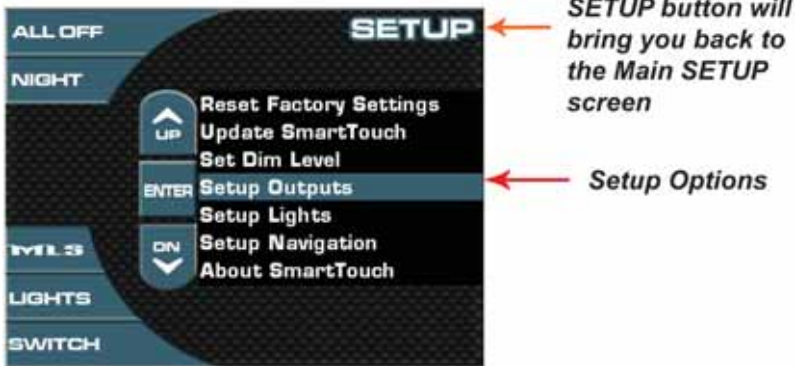 ALL OFF
NIGHT
MLS
LIGHTS
SWITCH
SETUP
UP
ENTER
DN
Reset Factory Settings
Update SmartTouch
Set Dim Level
Setup Outputs
Setup Lights
Setup Navigation
About SmartTouch
SETUP button will
bring you back to
the Main SETUP
screen
Setup Options